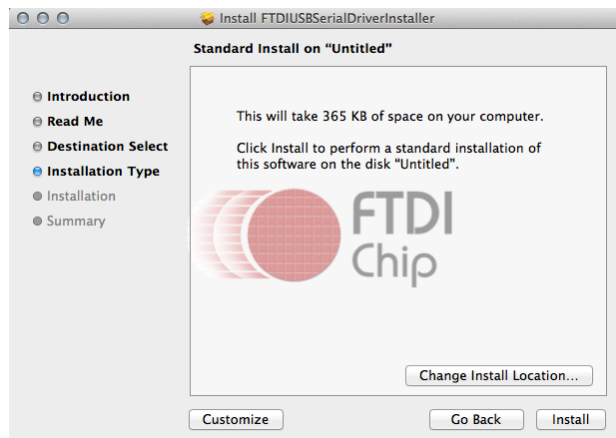 Install FTDIUSBSerialDriverInstaller
Standard Install on “Untitled”
Introduction
Read Me
Destination Select
Installation Type
Installation
Summary
This will take 365 KB of space on your computer.
Click Install to perform a standard installation of
this software on the disk “Untitled”.
FTDI
Chip
Change Install Location...
Customize
Go Back
Install